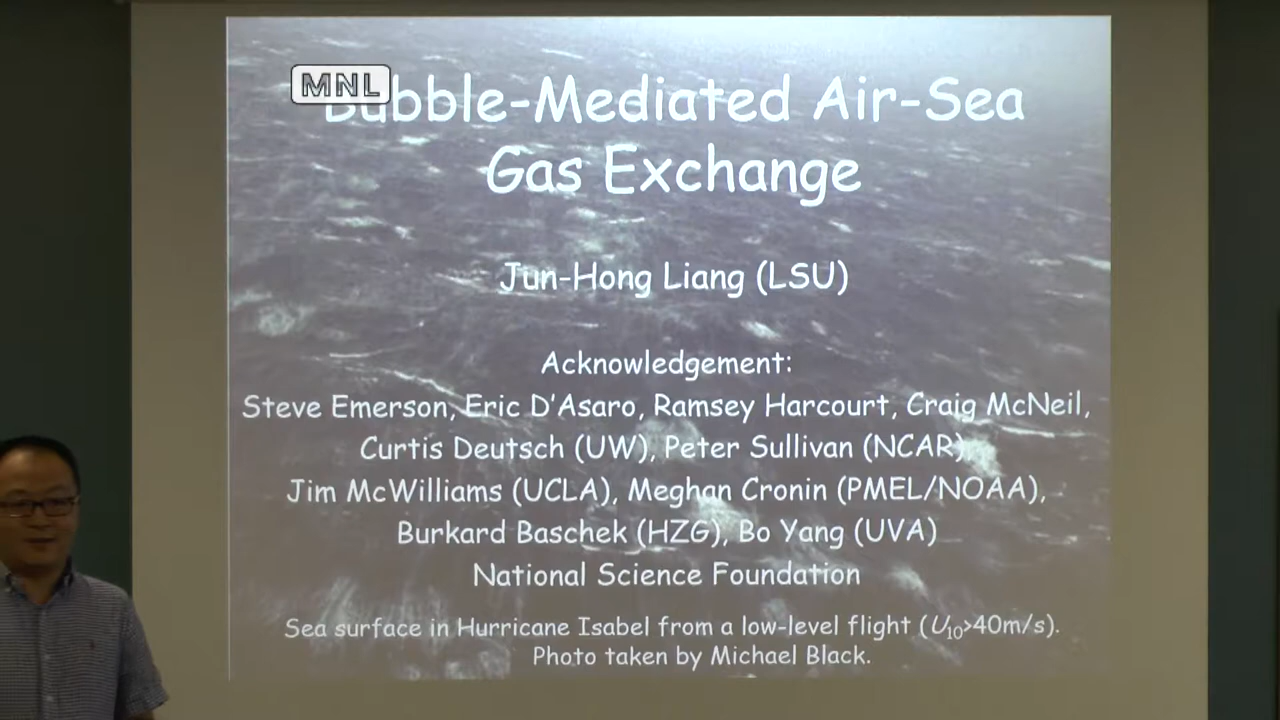 MNL
Bubble-Mediated Air-Sea
Gas Exchange
Jun-Hong Liang (LSU)
Acknowledgement:
Steve Emerson, Eric D'Asaro, Ramsey Harcourt, Craig McNeil,
Curtis Deutsch (UW), Peter Sullivan (NCAR),
Jim McWilliams (UCLA), Meghan Cronin (PMEL/NOAA),
Burkard Baschek (HZG), Bo Yang (UVA)
National Science Foundation
Sea surface in Hurricane Isabel from a low-level flight (U10>40m/s).
Photo taken by Michael Black.